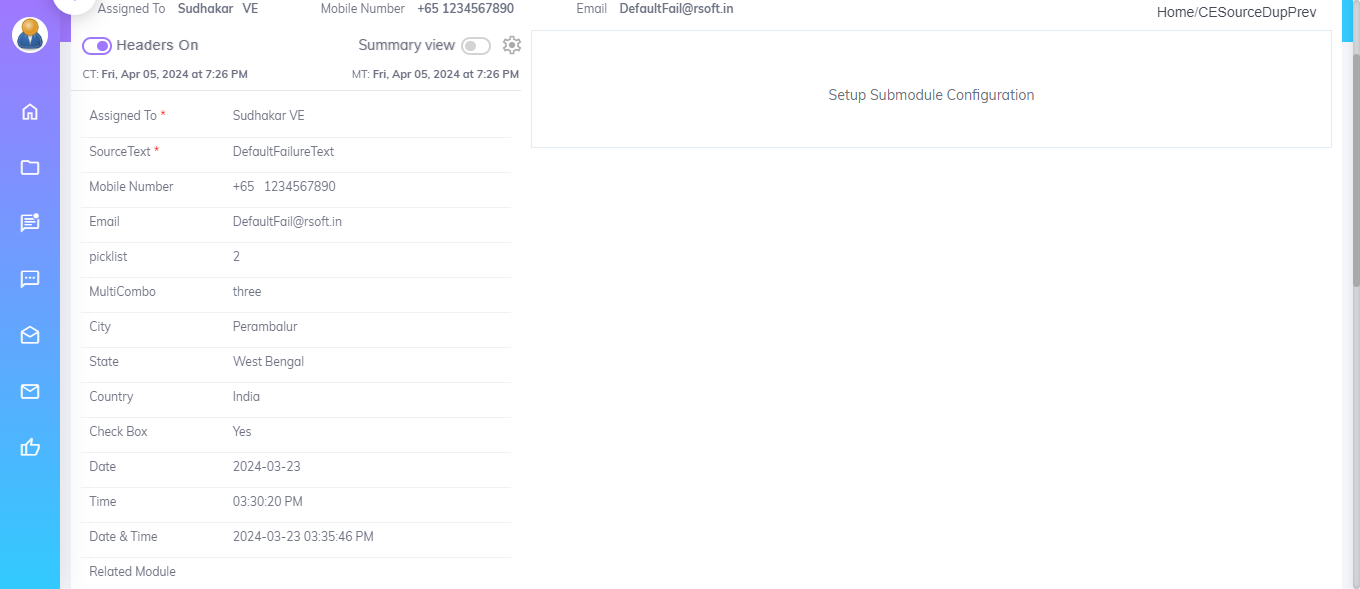 Assigned To Sudhakar VE Mobile Number +65 1234567890 Email DefaultFail@rsoft.in
Home/CESourceDupPrev
Headers On Summary view
CT: Fri, Apr 05, 2024 at 7:26 PM MT: Fri, Apr 05, 2024 at 7:26 PM
Setup Submodule Configuration
Assigned To * Sudhakar VE
SourceText * DefaultFailureText
Mobile Number +65 1234567890
Email DefaultFail@rsoft.in
picklist 2
MultiCombo three
City Perambalur
State West Bengal
Country India
Check Box Yes
Date 2024-03-23
Time 03:30:20 PM
Date & Time 2024-03-23 03:35:46 PM
Related Module